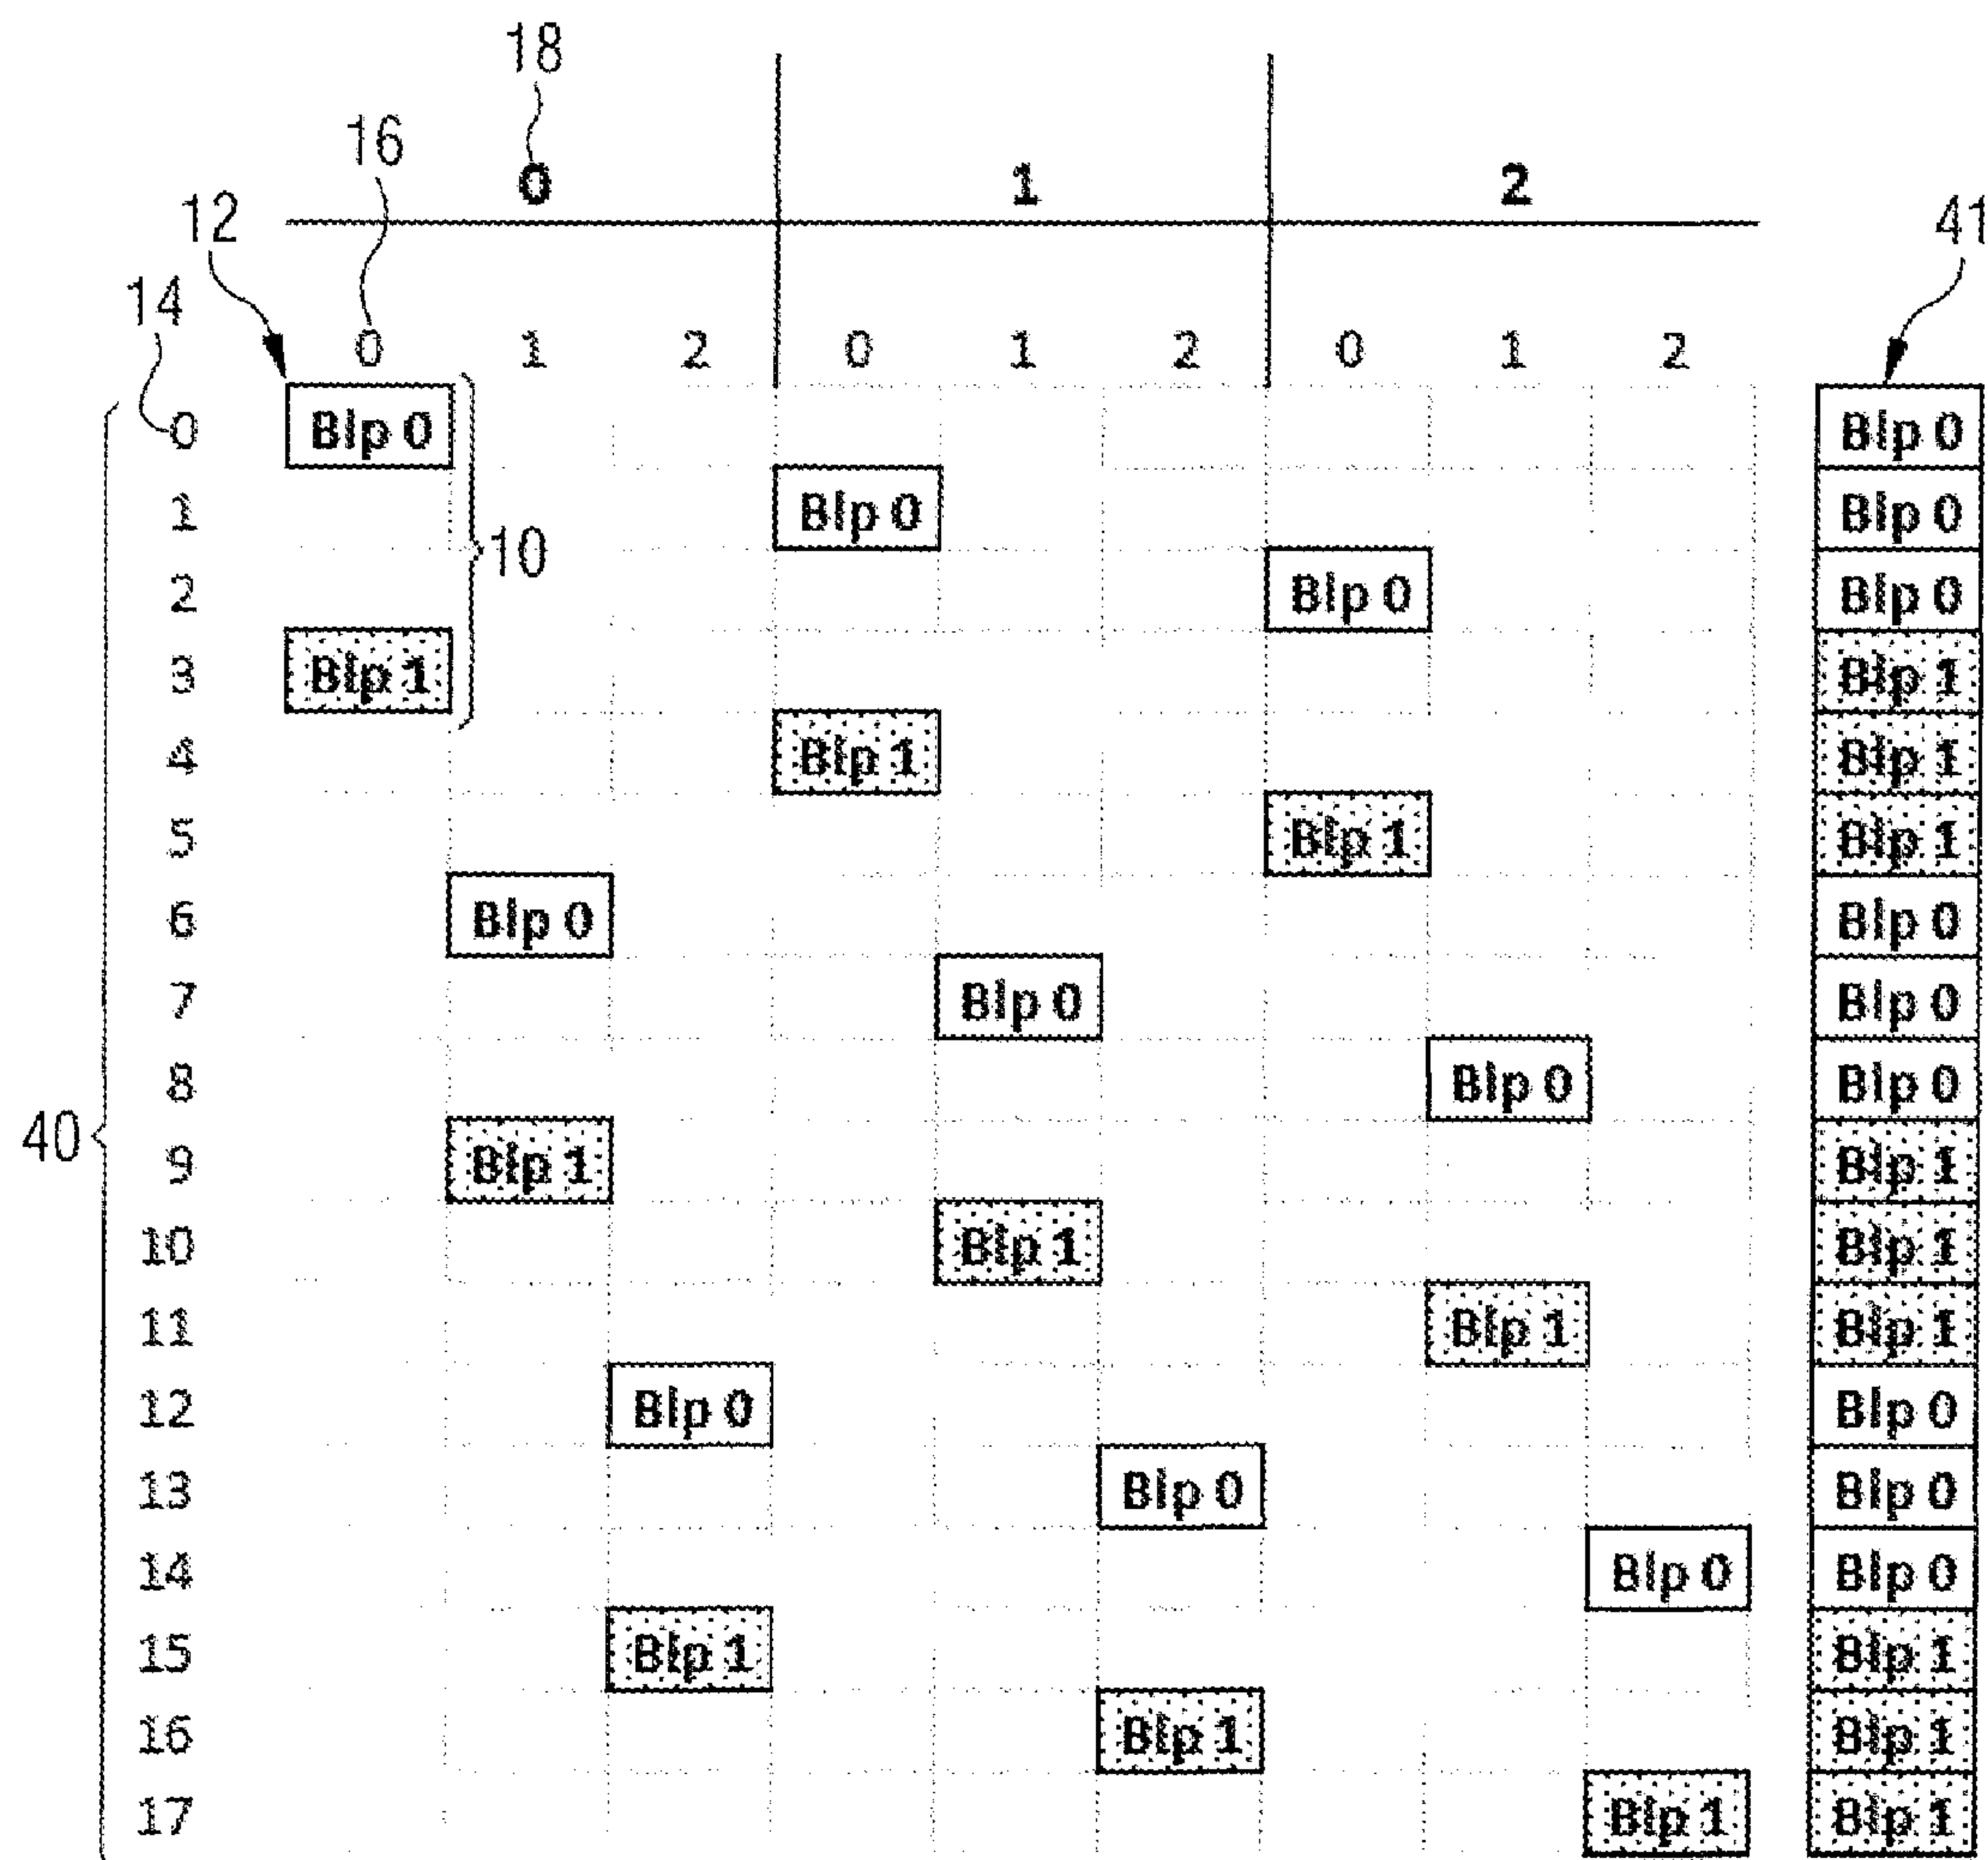 18
16
0 1 2
12
41
14
0 1 2 0 1 2 0 1 2
0 Blp 0 Blp 0
1 Blp 0 Blp 0
10
2 Blp 0 Blp 0
3 Blp 1 Blp 1
4 Blp 1 Blp 1
5 Blp 1 Blp 1
6 Blp 0 Blp 0
7 Blp 0 Blp 0
8 Blp 0 Blp 0
40
9 Blp 1 Blp 1
10 Blp 1 Blp 1
11 Blp 1 Blp 1
12 Blp 0 Blp 0
13 Blp 0 Blp 0
14 Blp 0 Blp 0
15 Blp 1 Blp 1
16 Blp 1 Blp 1
17 Blp 1 Blp 1